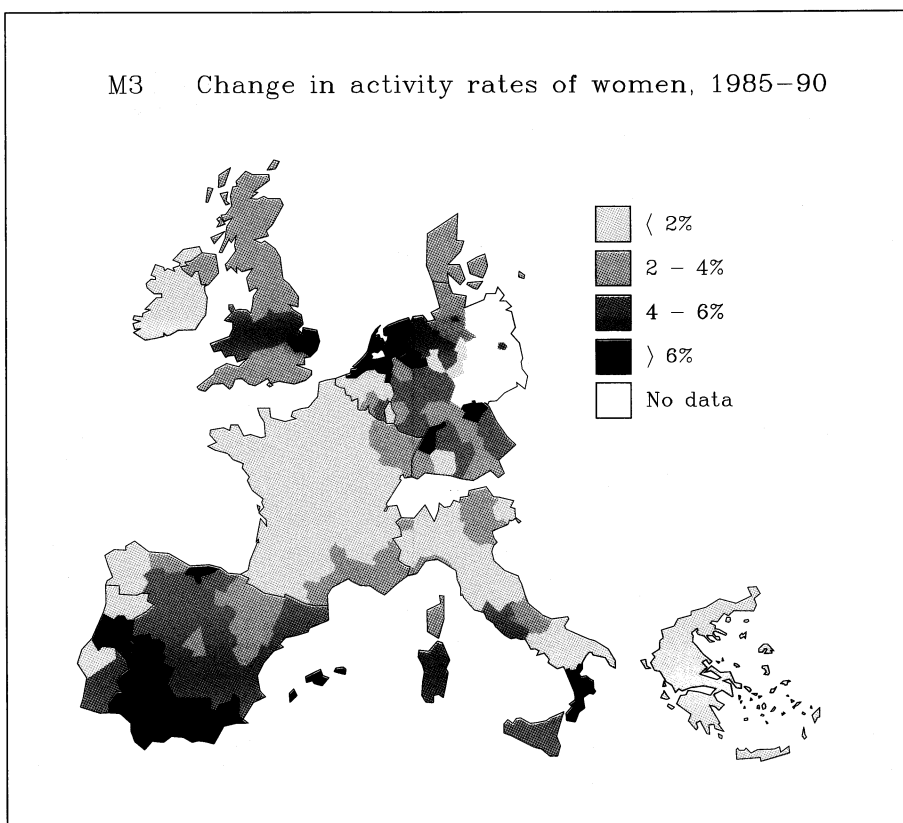 M3 Change in activity rates of women, 1985-90
⟨ 2%
2 - 4%
4 - 6%
⟩ 6%
No data